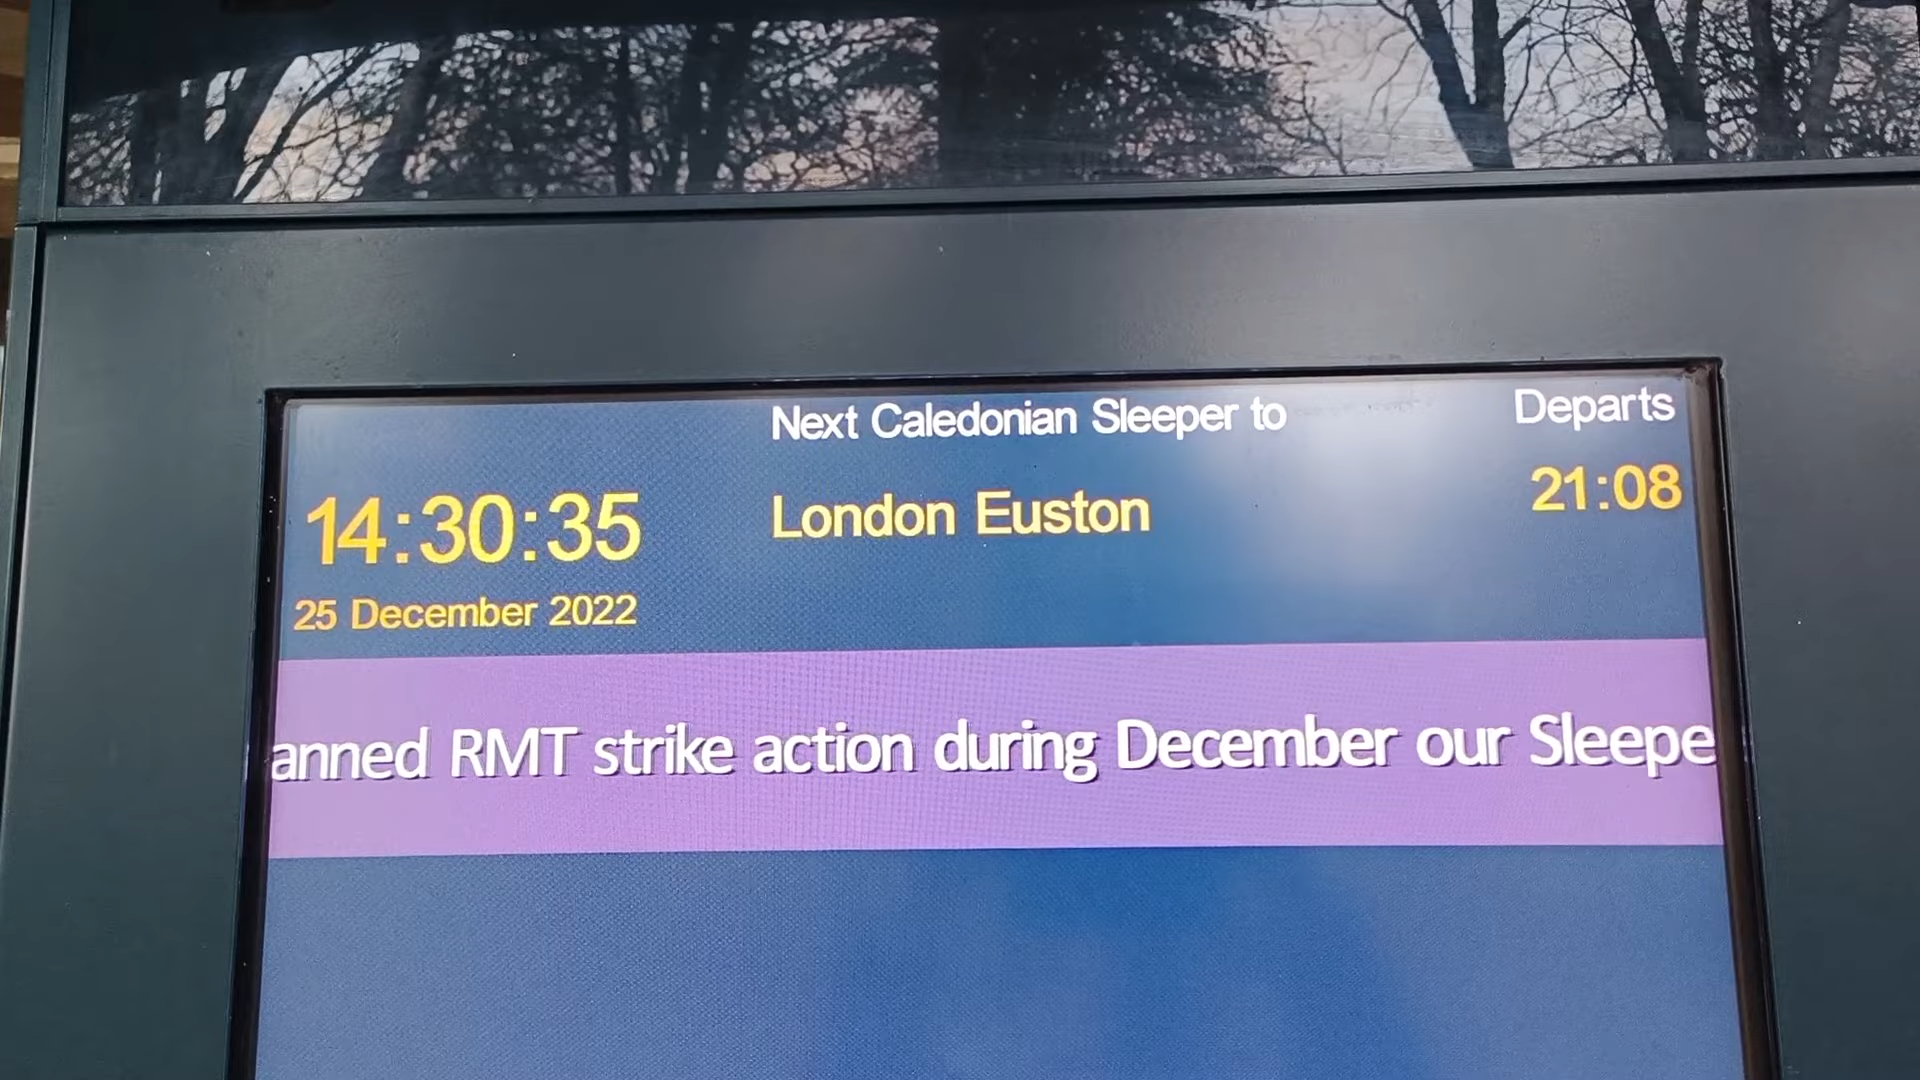 Next Caledonian Sleeper to
Departs
14:30:35
London Euston
21:08
25 December 2022
anned RMT strike action during December our Sleepe